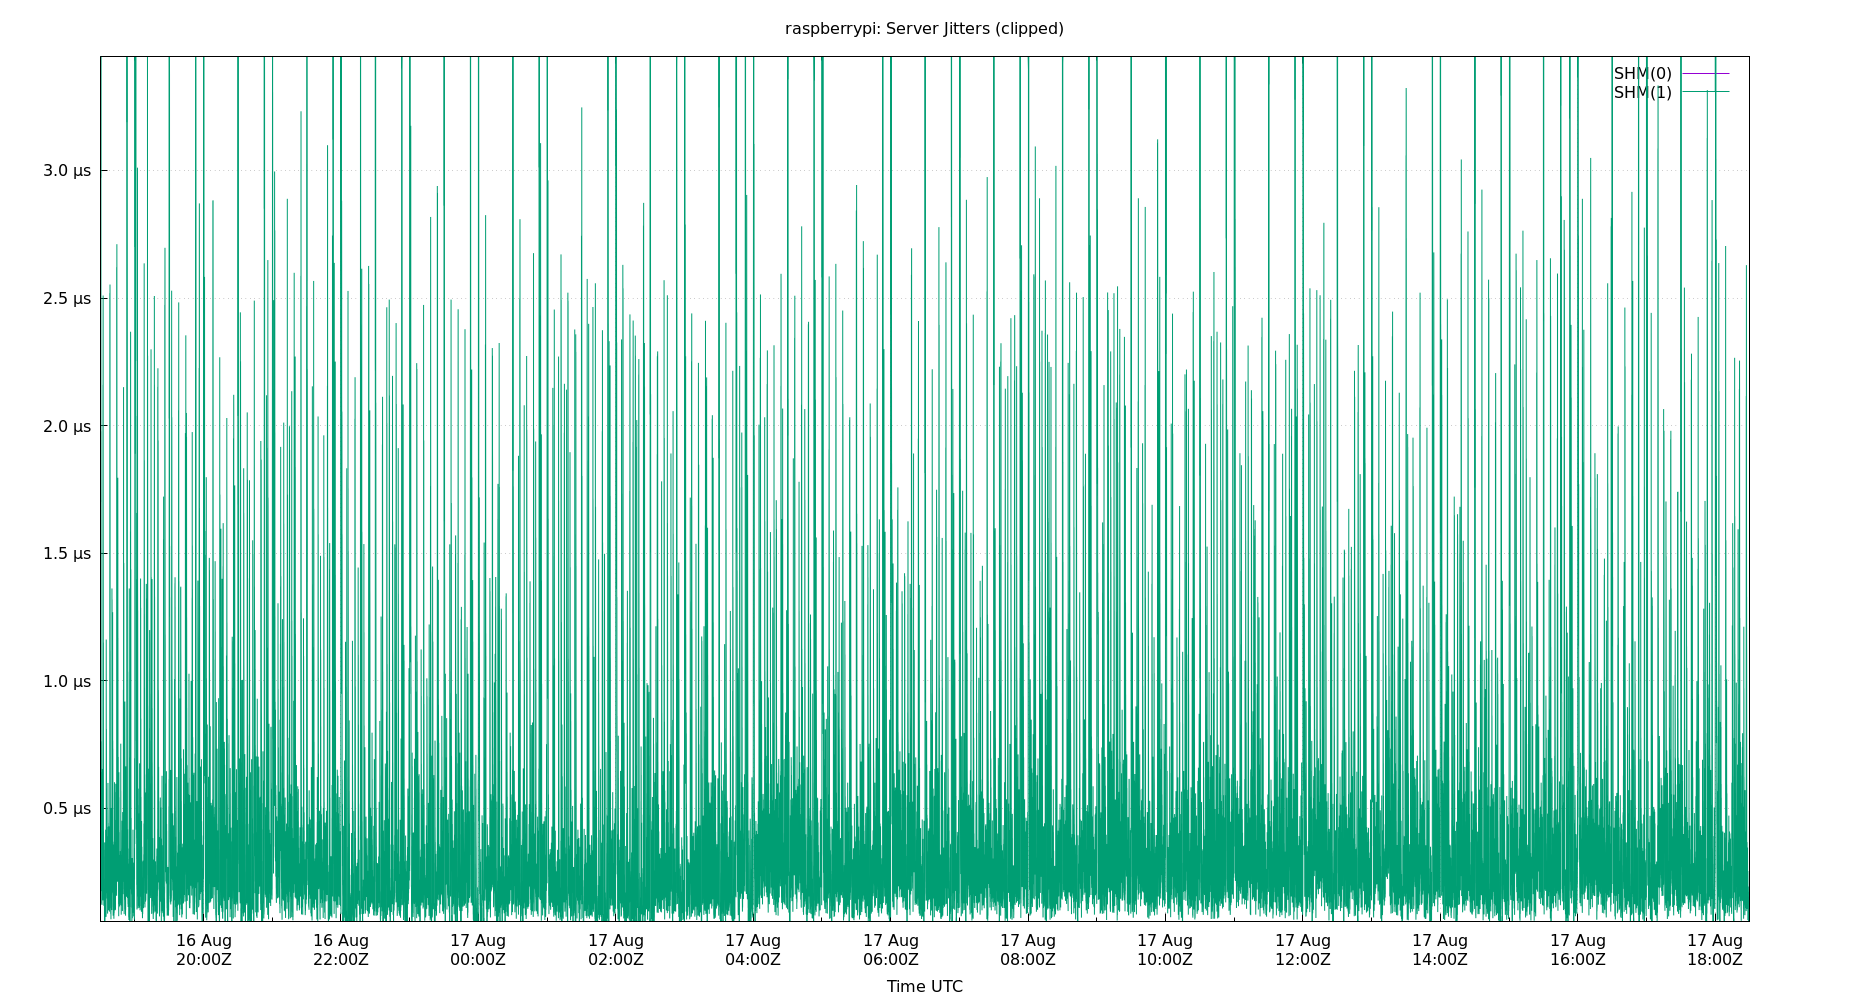 raspberrypi: Server Jitters (clipped)
SHM(0)
SHM(1)
3.0 µs
2.5 µs
2.0 µs
1.5 µs
1.0 µs
0.5 µs
16 Aug 16 Aug 17 Aug 17 Aug 17 Aug 17 Aug 17 Aug 17 Aug 17 Aug 17 Aug 17 Aug 17 Aug
20:00Z 22:00Z 00:00Z 02:00Z 04:00Z 06:00Z 08:00Z 10:00Z 12:00Z 14:00Z 16:00Z 18:00Z
Time UTC